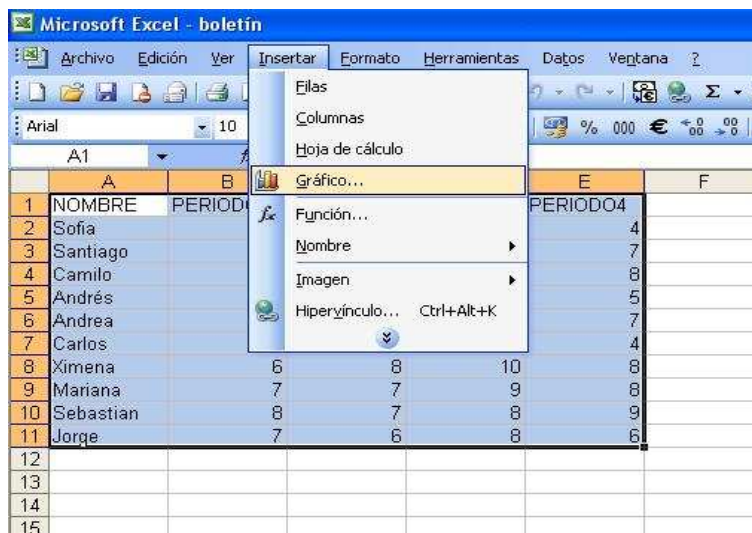 Microsoft Excel - boletín
Archivo Edición Ver Insertar Formato Herramientas Datos Ventana ?
Arial 10 % 000 €
A1
Filas
Columnas
Hoja de cálculo
Gráfico...
Función...
Nombre
Imagen
Hipervínculo... Ctrl+Alt+K
A B E F
1 NOMBRE PERIODO4
2 Sofia 4
3 Santiago 7
4 Camilo 8
5 Andrés 5
6 Andrea 7
7 Carlos 4
8 Ximena 6 8 10 8
9 Mariana 7 7 9 8
10 Sebastian 8 7 8 9
11 Jorge 7 6 8 6
12
13
14
15